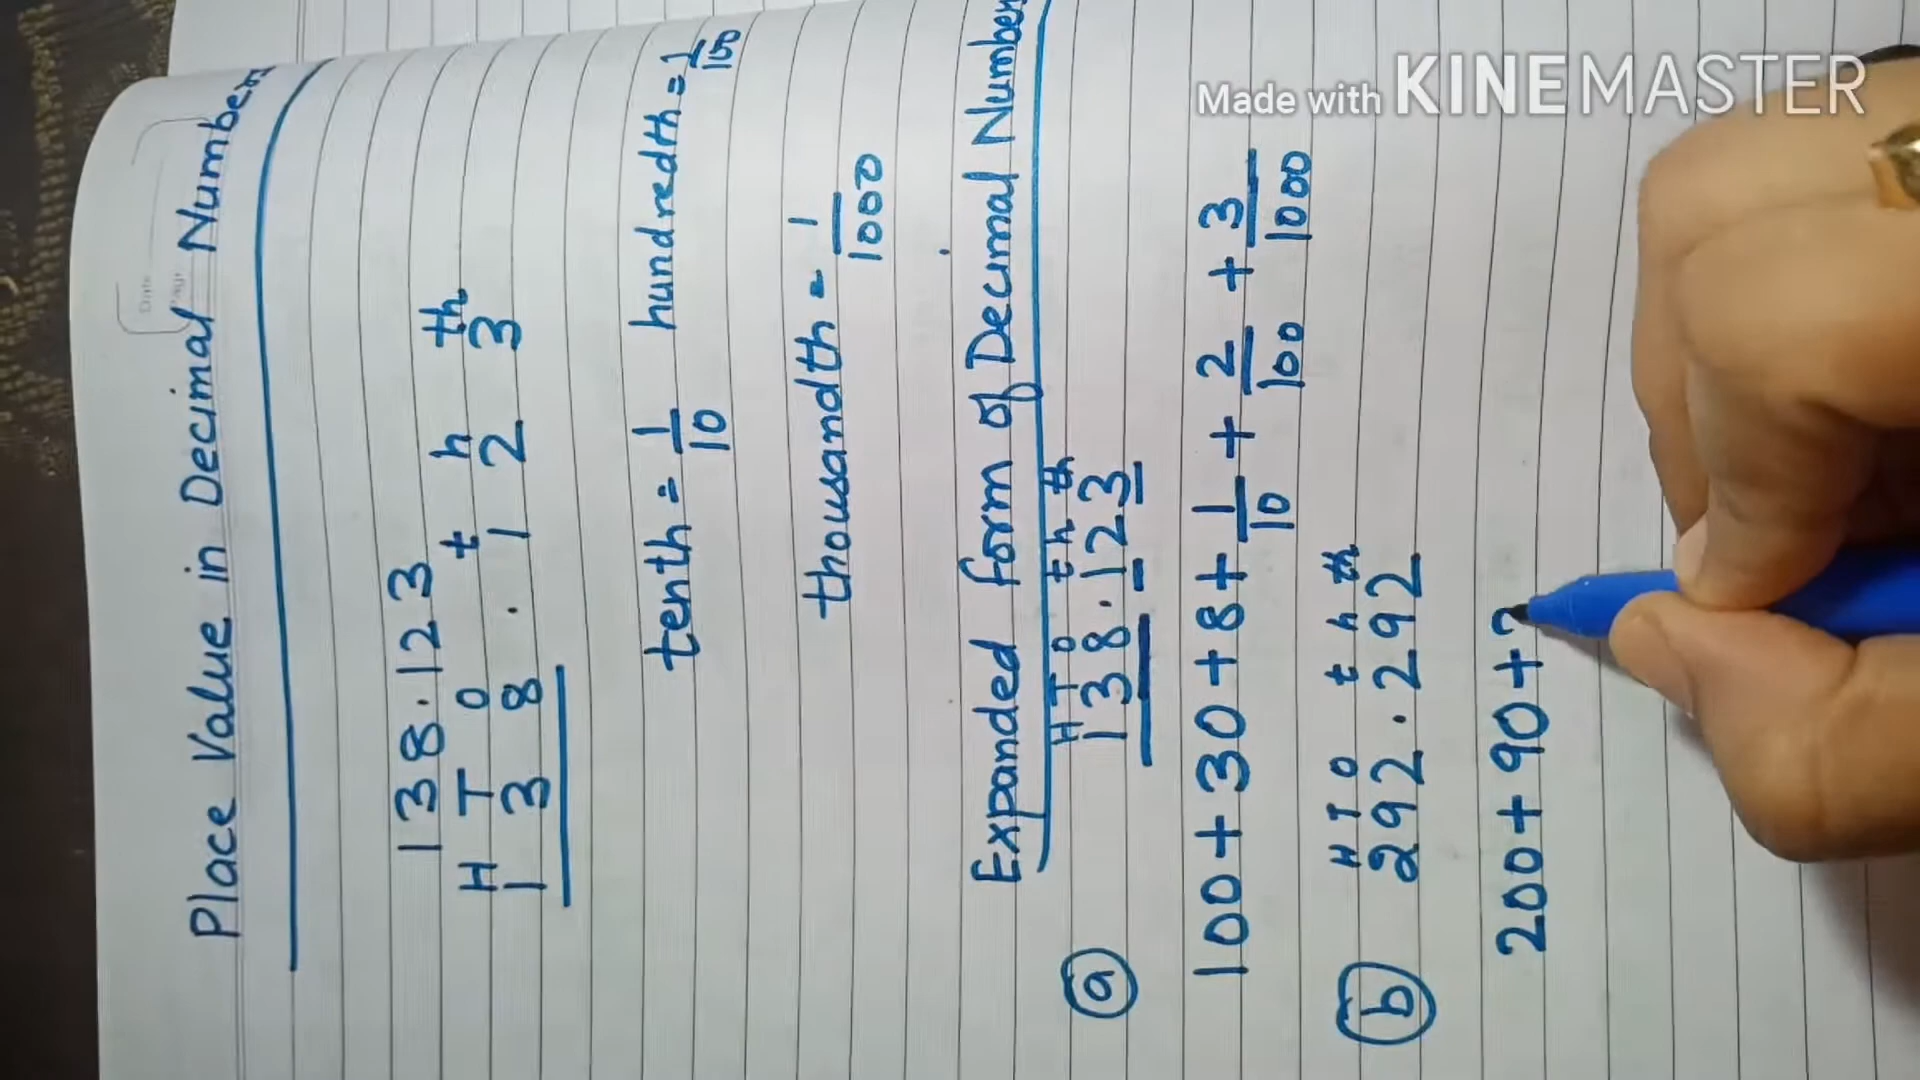 Made with KINEMASTER
Place Value in Decimal Numbers
138.123
H T O t h th
1 3 8 . 1 2 3
tenth = 1/10 hundredth = 1/100
thousandth = 1/1000
Expanded form of Decimal Number
H T O t h th
(a) 138.123
100+30+8+1/10+2/100+3/1000
H T O t h th
(b) 292.292
200+90+2